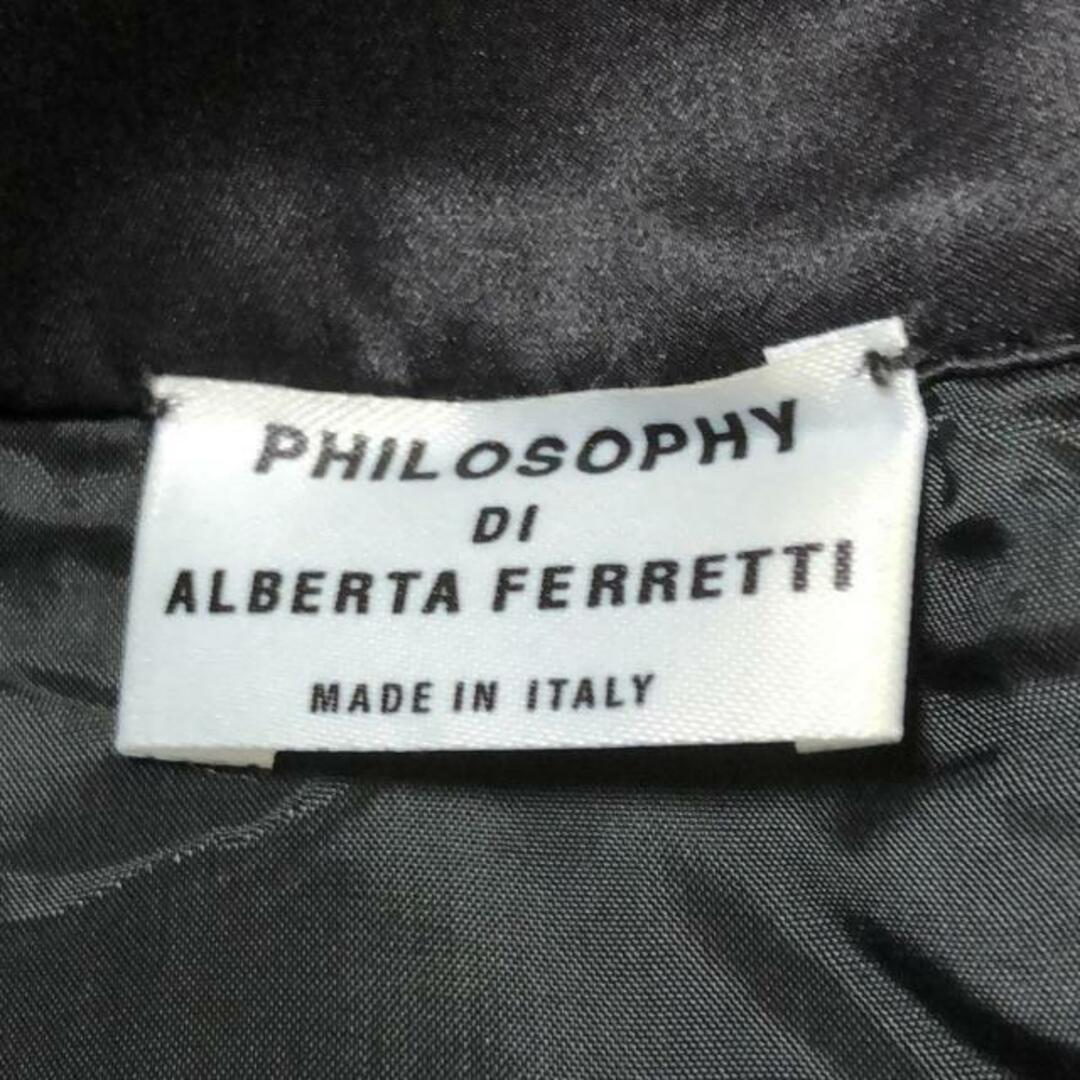 PHILOSOPHY
DI
ALBERTA FERRETTI
MADE IN ITALY